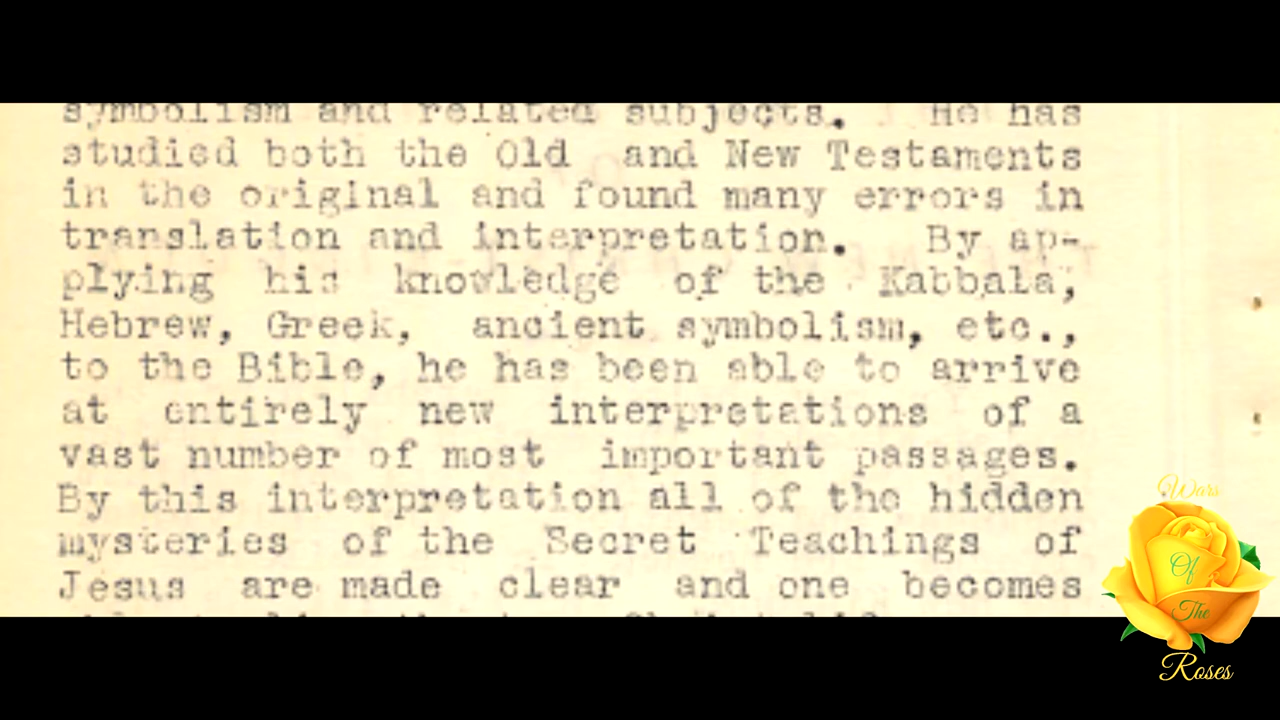 symbolism and related subjects. He has
studied both the Old and New Testaments
in the original and found many errors in
translation and interpretation. By ap-
plying his knowledge of the Kabbala,
Hebrew, Greek, ancient symbolism, etc.,
to the Bible, he has been able to arrive
at entirely new interpretations of a
vast number of most important passages.
By this interpretation all of the hidden
mysteries of the Secret Teachings of
Jesus are made clear and one becomes
Wars
Of
The
Roses